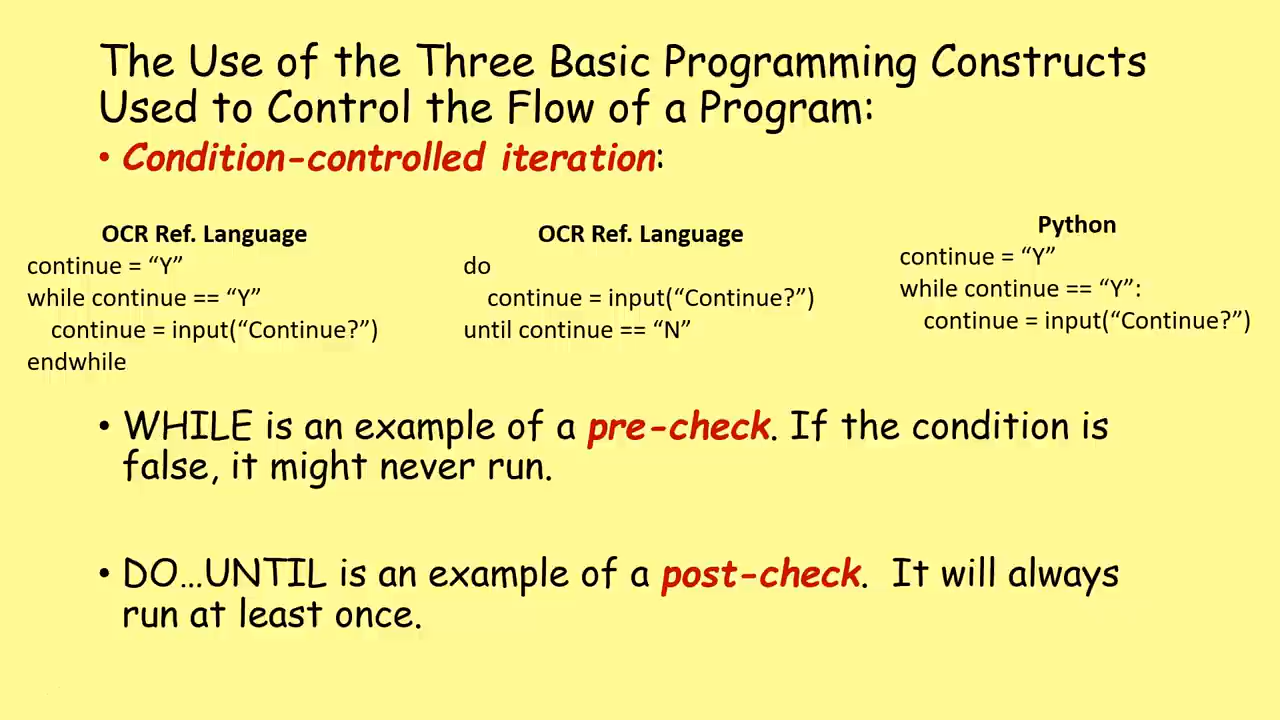 The Use of the Three Basic Programming Constructs
Used to Control the Flow of a Program:
• Condition-controlled iteration:
OCR Ref. Language
continue = “Y”
while continue == “Y”
continue = input(“Continue?”)
endwhile
OCR Ref. Language
do
continue = input(“Continue?”)
until continue == “N”
Python
continue = “Y”
while continue == “Y”:
continue = input(“Continue?”)
• WHILE is an example of a pre-check. If the condition is
false, it might never run.
• DO…UNTIL is an example of a post-check. It will always
run at least once.